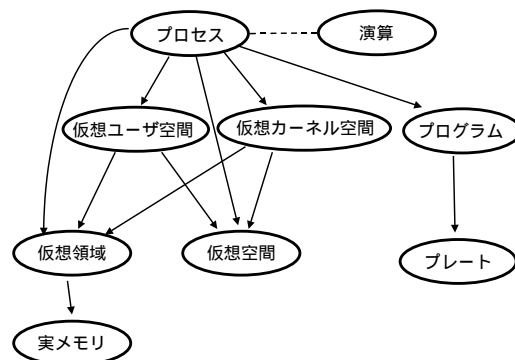 プロセス
演算
仮想ユーザ空間
仮想カーネル空間
プログラム
仮想領域
仮想空間
プレート
実メモリ